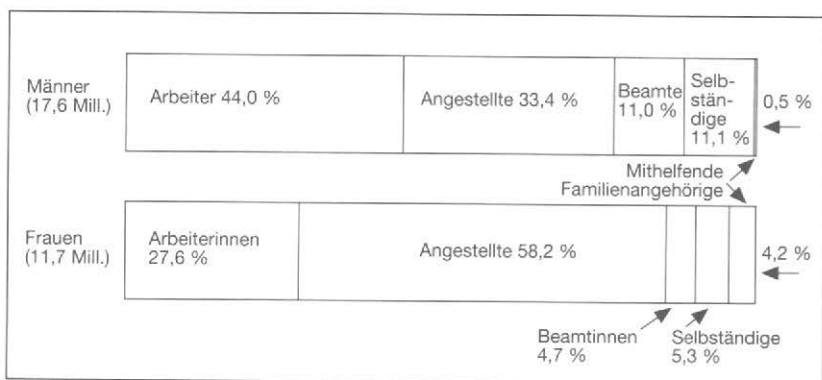 Männer
(17,6 Mill.)
Arbeiter 44,0 %
Angestellte 33,4 %
Beamte
11,0 %
Selb-
stän-
dige
11,1 %
0,5 %
Mithelfende
Familienangehörige
Frauen
(11,7 Mill.)
Arbeiterinnen
27,6 %
Angestellte 58,2 %
4,2 %
Beamtinnen
4,7 %
Selbständige
5,3 %